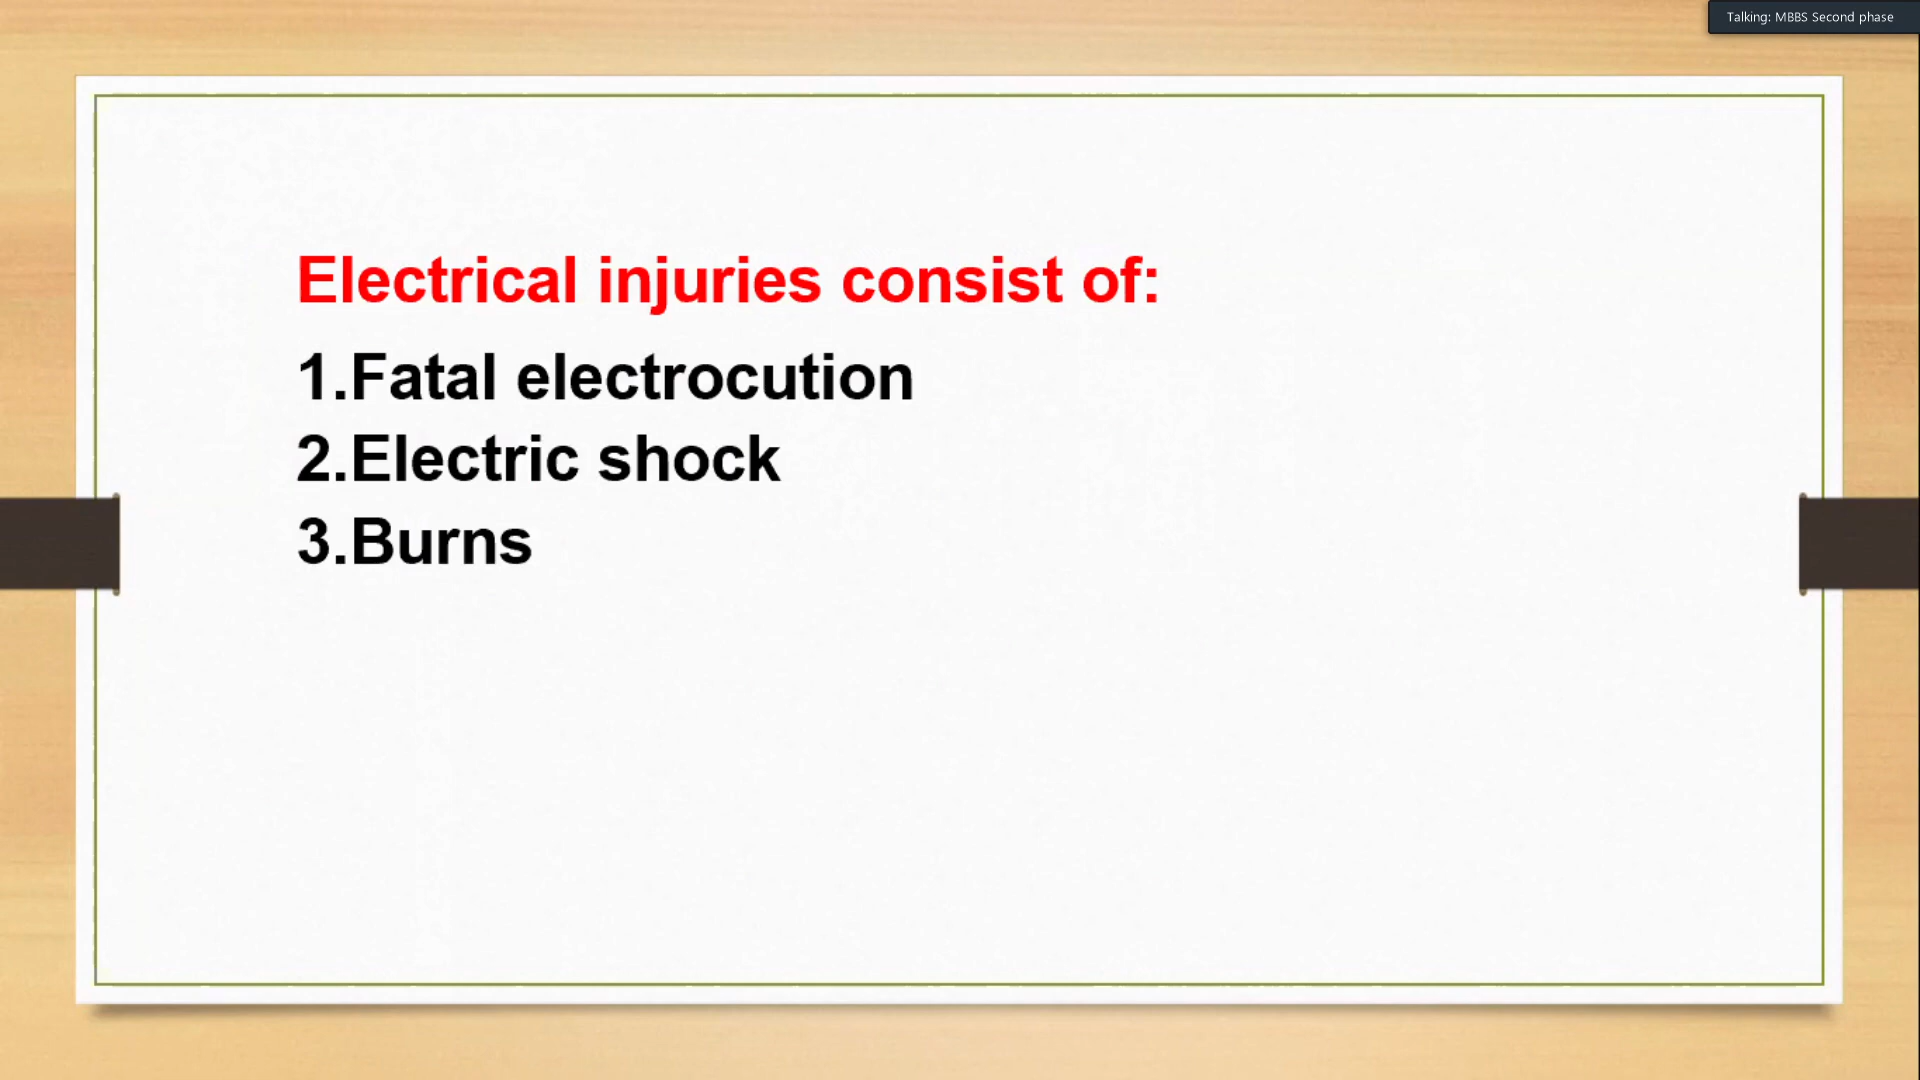 Talking: MBBS Second phase
Electrical injuries consist of:
1.Fatal electrocution
2.Electric shock
3.Burns